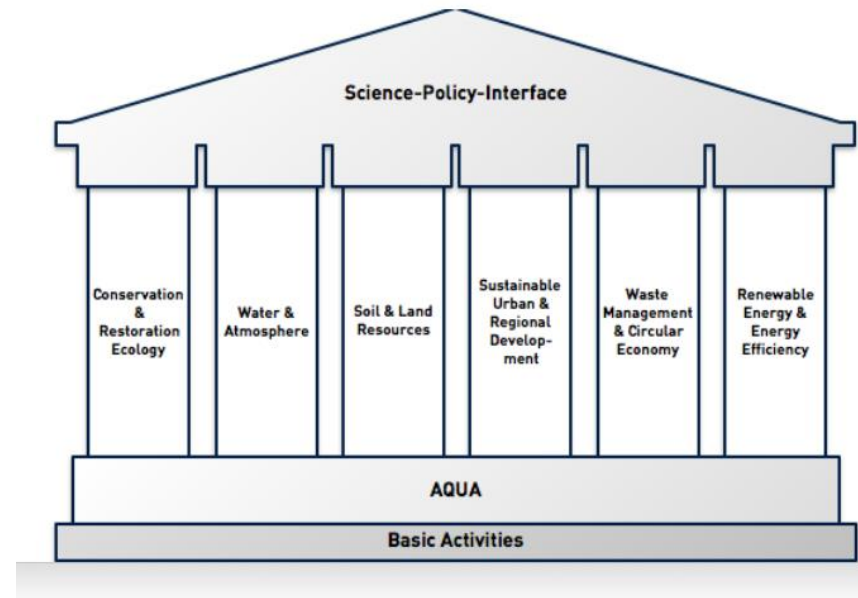 Science-Policy-Interface
Conservation
&
Restoration
Ecology
Water &
Atmosphere
Soil & Land
Resources
Sustainable
Urban &
Regional
Develop-
ment
Waste
Management
& Circular
Economy
Renewable
Energy &
Energy
Efficiency
AQUA
Basic Activities